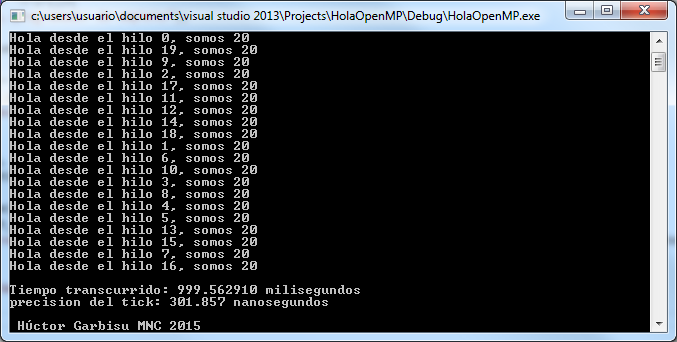 c:\users\usuario\documents\visual studio 2013\Projects\HolaOpenMP\Debug\HolaOpenMP.exe
Hola desde el hilo 0, somos 20
Hola desde el hilo 19, somos 20
Hola desde el hilo 9, somos 20
Hola desde el hilo 2, somos 20
Hola desde el hilo 17, somos 20
Hola desde el hilo 11, somos 20
Hola desde el hilo 12, somos 20
Hola desde el hilo 14, somos 20
Hola desde el hilo 18, somos 20
Hola desde el hilo 1, somos 20
Hola desde el hilo 6, somos 20
Hola desde el hilo 10, somos 20
Hola desde el hilo 3, somos 20
Hola desde el hilo 8, somos 20
Hola desde el hilo 4, somos 20
Hola desde el hilo 5, somos 20
Hola desde el hilo 13, somos 20
Hola desde el hilo 15, somos 20
Hola desde el hilo 7, somos 20
Hola desde el hilo 16, somos 20
Tiempo transcurrido: 999.562910 milisegundos
precision del tick: 301.857 nanosegundos
Húctor Garbisu MNC 2015